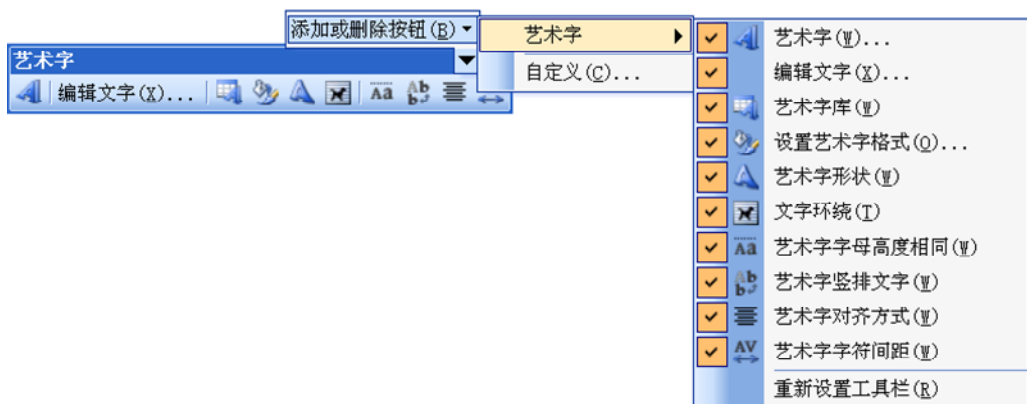 添加或删除按钮(B)
艺术字
编辑文字(X)...
Aa
Ab
艺术字
自定义(C)...
艺术字(W)...
编辑文字(X)...
艺术字库(W)
设置艺术字格式(O)...
艺术字形状(W)
文字环绕(T)
Aa 艺术字字母高度相同(W)
艺术字竖排文字(W)
艺术字对齐方式(W)
AV 艺术字字符间距(W)
重新设置工具栏(R)